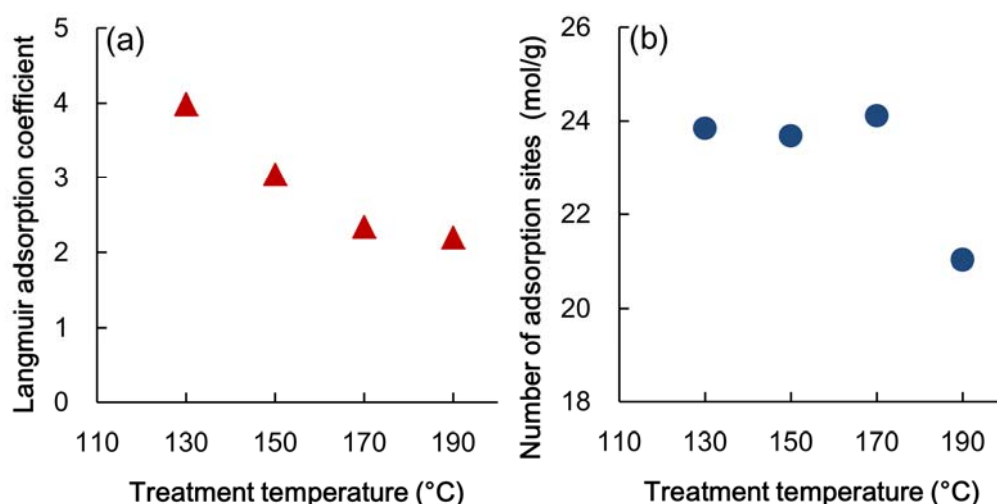 (a)
Langmuir adsorption coefficient
5
4
3
2
1
0
110 130 150 170 190
Treatment temperature (°C)
(b)
Number of adsorption sites (mol/g)
26
24
22
20
18
110 130 150 170 190
Treatment temperature (°C)